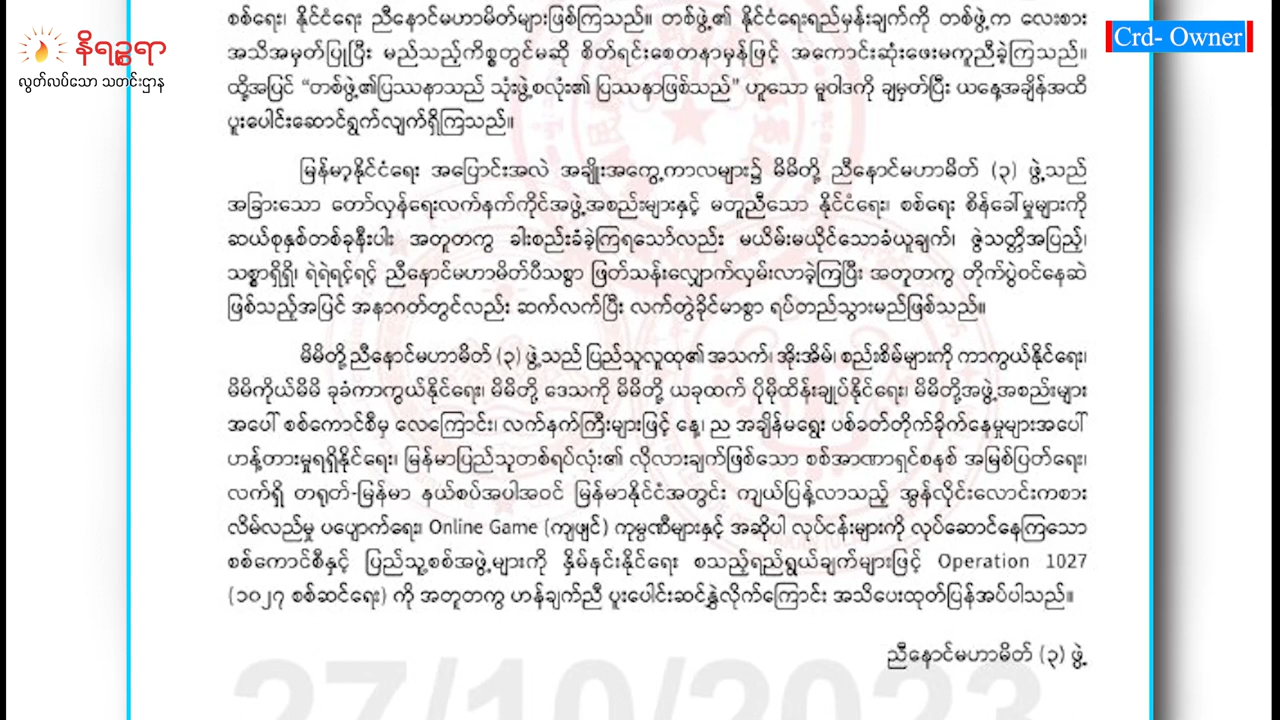 နိရဉ္စရာ
လွတ်လပ်သော သတင်းဌာန
Crd- Owner
စစ်ရေး၊ နိုင်ငံရေး ညီနောင်မဟာမိတ်များဖြစ်ကြသည်။ တစ်ဖွဲ့၏ နိုင်ငံရေးရည်မှန်းချက်ကို တစ်ဖွဲ့က လေးစား
အသိအမှတ်ပြုပြီး မည်သည့်ကိစ္စတွင်မဆို စိတ်ရင်းစေတနာမှန်ဖြင့် အကောင်းဆုံးဖေးမကူညီခဲ့ကြသည်။
ထို့အပြင် “တစ်ဖွဲ့၏ပြဿနာသည် သုံးဖွဲ့စလုံး၏ ပြဿနာဖြစ်သည်” ဟူသော မူဝါဒကို ချမှတ်ပြီး ယနေ့အချိန်အထိ
ပူးပေါင်းဆောင်ရွက်လျက်ရှိကြသည်။
မြန်မာ့နိုင်ငံရေး အပြောင်းအလဲ အချိုးအကွေ့ကာလများ၌ မိမိတို့ ညီနောင်မဟာမိတ် (၃) ဖွဲ့သည်
အခြားသော တော်လှန်ရေးလက်နက်ကိုင်အဖွဲ့အစည်းများနှင့် မတူညီသော နိုင်ငံရေး၊ စစ်ရေး စိန်ခေါ်မှုများကို
ဆယ်စုနှစ်တစ်ခုနီးပါး အတူတကွ ခါးစည်းခံခဲ့ကြရသော်လည်း မယိမ်းမယိုင်သောခံယူချက်၊ ဇွဲသတ္တိအပြည့်၊
သစ္စာရှိရှိ၊ ရဲရဲရင့်ရင့် ညီနောင်မဟာမိတ်ပီသစွာ ဖြတ်သန်းလျှောက်လှမ်းလာခဲ့ကြပြီး အတူတကွ တိုက်ပွဲဝင်နေဆဲ
ဖြစ်သည့်အပြင် အနာဂတ်တွင်လည်း ဆက်လက်ပြီး လက်တွဲခိုင်မာစွာ ရပ်တည်သွားမည်ဖြစ်သည်။
မိမိတို့ ညီနောင်မဟာမိတ် (၃) ဖွဲ့သည် ပြည်သူလူထု၏ အသက်၊ အိုးအိမ်၊ စည်းစိမ်များကို ကာကွယ်နိုင်ရေး၊
မိမိကိုယ်မိမိ ခုခံကာကွယ်နိုင်ရေး၊ မိမိတို့ ဒေသကို မိမိတို့ ယခုထက် ပိုမိုထိန်းချုပ်နိုင်ရေး၊ မိမိတို့အဖွဲ့အစည်းများ
အပေါ် စစ်ကောင်စီမှ လေကြောင်း၊ လက်နက်ကြီးများဖြင့် နေ့၊ ည အချိန်မရွေး ပစ်ခတ်တိုက်ခိုက်နေမှုများအပေါ်
ဟန့်တားမှုရရှိနိုင်ရေး၊ မြန်မာပြည်သူတစ်ရပ်လုံး၏ လိုလားချက်ဖြစ်သော စစ်အာဏာရှင်စနစ် အမြစ်ပြတ်ရေး၊
လက်ရှိ တရုတ်-မြန်မာ နယ်စပ်အပါအဝင် မြန်မာနိုင်ငံအတွင်း ကျယ်ပြန့်လာသည့် အွန်လိုင်းလောင်းကစား
လိမ်လည်မှု ပပျောက်ရေး၊ Online Game (ကျဖျင်) ကုမ္ပဏီများနှင့် အဆိုပါ လုပ်ငန်းများကို လုပ်ဆောင်နေကြသော
စစ်ကောင်စီနှင့် ပြည်သူ့စစ်အဖွဲ့များကို နှိမ်နင်းနိုင်ရေး စသည့်ရည်ရွယ်ချက်များဖြင့် Operation 1027
(၁၀၂၇ စစ်ဆင်ရေး) ကို အတူတကွ ဟန်ချက်ညီ ပူးပေါင်းဆင်နွှဲလိုက်ကြောင်း အသိပေးထုတ်ပြန်အပ်ပါသည်။
ညီနောင်မဟာမိတ် (၃) ဖွဲ့
27/10/2023